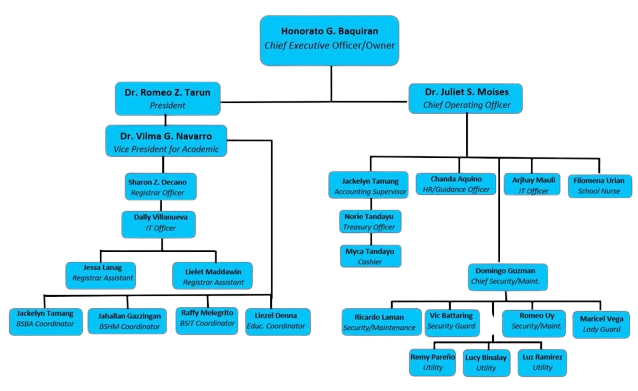 Honorato G. Baquiran
Chief Executive Officer/Owner
Dr. Romeo Z. Tarun
President
Dr. Juliet S. Moises
Chief Operating Officer
Dr. Vilma G. Navarro
Vice President for Academic
Sharon Z. Decano
Registrar Officer
Dally Villanueva
IT Officer
Jessa Lanag
Registrar Assistant
Lielet Maddawin
Registrar Assistant
Jackelyn Tamang
BSBA Coordinator
Jahallan Gazzingan
BSHM Coordinator
Raffy Melegrito
BSIT Coordinator
Liezel Denna
Educ. Coordinator
Jackelyn Tamang
Accounting Supervisor
Chanda Aquino
HR/Guidance Officer
Arjhay Mauli
IT Officer
Filomena Urian
School Nurse
Norie Tandayu
Treasury Officer
Myca Tandayu
Cashier
Domingo Guzman
Chief Security/Maint.
Ricardo Laman
Security/Maintenance
Vic Battaring
Security Guard
Romeo Uy
Security/Maint.
Maricel Vega
Lady Guard
Remy Pareño
Utility
Lucy Binalay
Utility
Luz Ramirez
Utility